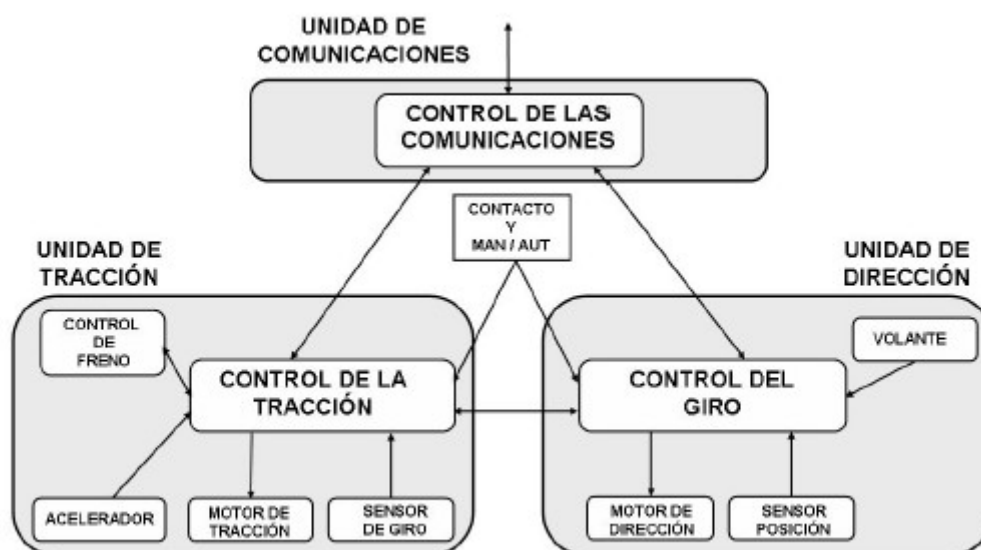 UNIDAD DE
COMUNICACIONES
CONTROL DE LAS
COMUNICACIONES
CONTACTO
Y
MAN / AUT
UNIDAD DE
TRACCIÓN
UNIDAD DE
DIRECCIÓN
CONTROL
DE
FRENO
VOLANTE
CONTROL DE LA
TRACCIÓN
CONTROL DEL
GIRO
ACELERADOR
MOTOR DE
TRACCIÓN
SENSOR
DE GIRO
MOTOR DE
DIRECCIÓN
SENSOR
POSICIÓN